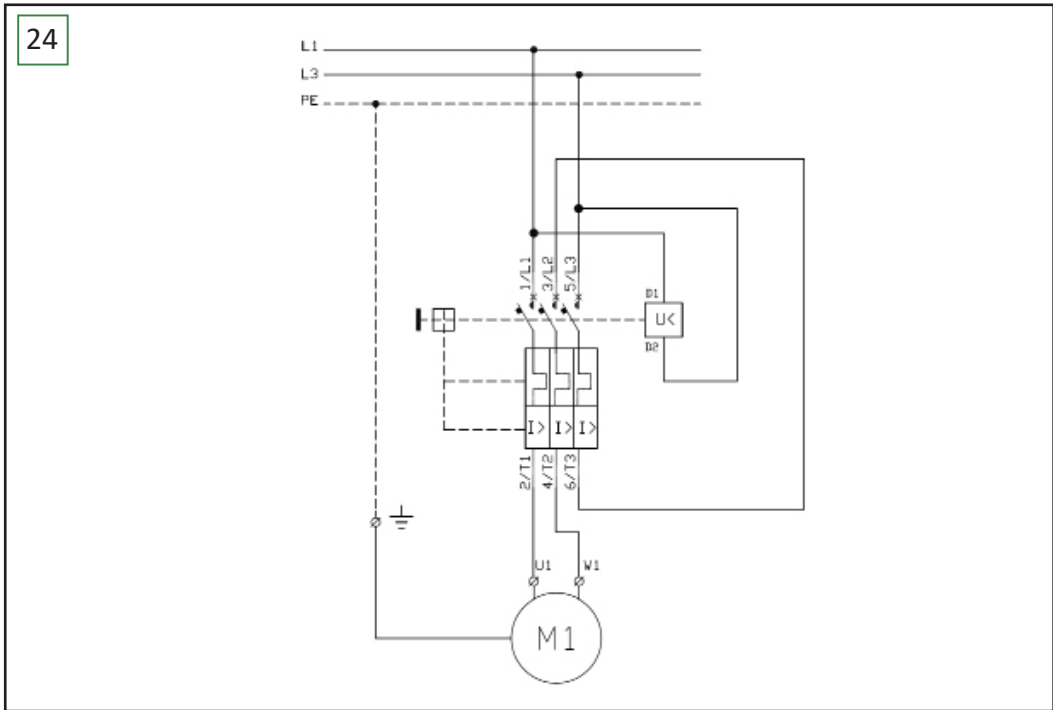 24
L1
L3
PE
1/L1
3/L2
5/L3
D1
U<
D2
I> I> I>
2/T1
4/T2
6/T3
U1 W1
M1